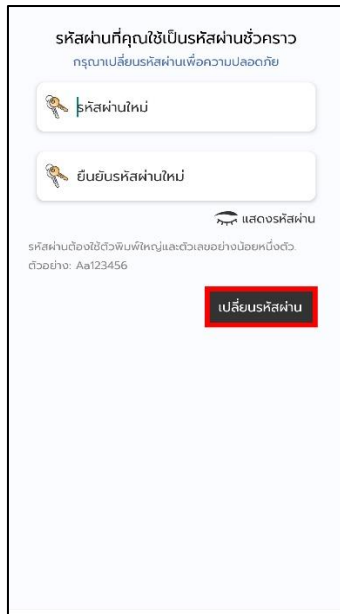 รหัสผ่านที่คุณใช้เป็นรหัสผ่านชั่วคราว
กรุณาเปลี่ยนรหัสผ่านเพื่อความปลอดภัย
รหัสผ่านใหม่
ยืนยันรหัสผ่านใหม่
แสดงรหัสผ่าน
รหัสผ่านต้องใช้ตัวพิมพ์ใหญ่และตัวเลขอย่างน้อยหนึ่งตัว.
ตัวอย่าง: Aa123456
เปลี่ยนรหัสผ่าน